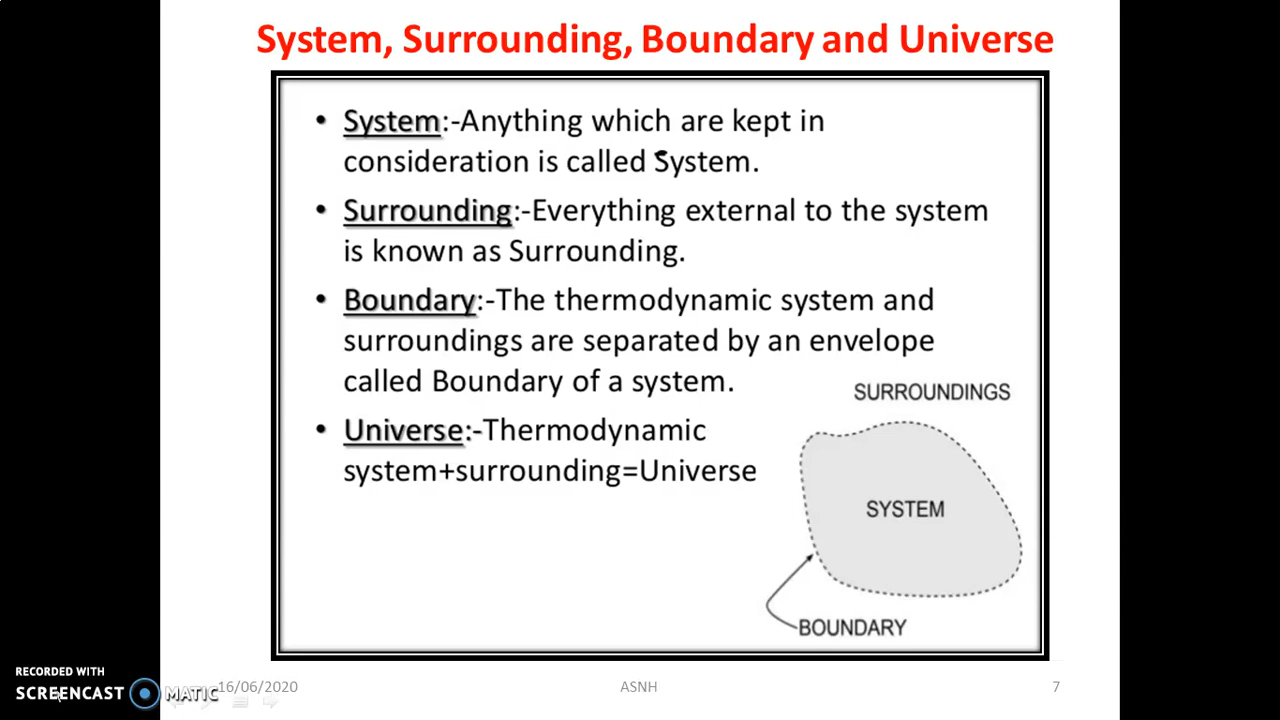 System, Surrounding, Boundary and Universe
• System:-Anything which are kept in
consideration is called System.
• Surrounding:-Everything external to the system
is known as Surrounding.
• Boundary:-The thermodynamic system and
surroundings are separated by an envelope
called Boundary of a system.
• Universe:-Thermodynamic
system+surrounding=Universe
SURROUNDINGS
SYSTEM
BOUNDARY
RECORDED WITH
SCREENCAST MATIC
16/06/2020
ASNH
7